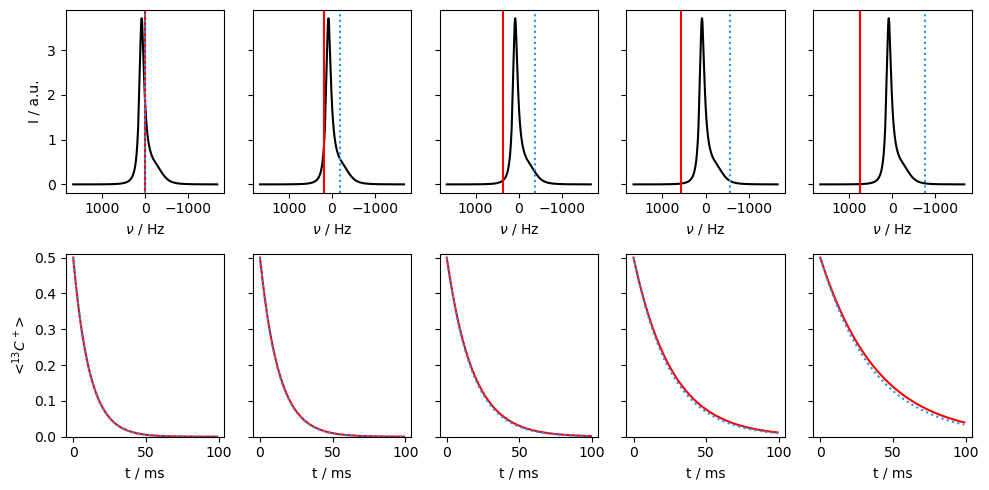 I / a.u.
3
2
1
0
1000 0 −1000
1000 0 −1000
1000 0 −1000
1000 0 −1000
1000 0 −1000
ν / Hz
ν / Hz
ν / Hz
ν / Hz
ν / Hz
<¹³C⁺>
0.5
0.4
0.3
0.2
0.1
0.0
0 50 100
0 50 100
0 50 100
0 50 100
0 50 100
t / ms
t / ms
t / ms
t / ms
t / ms